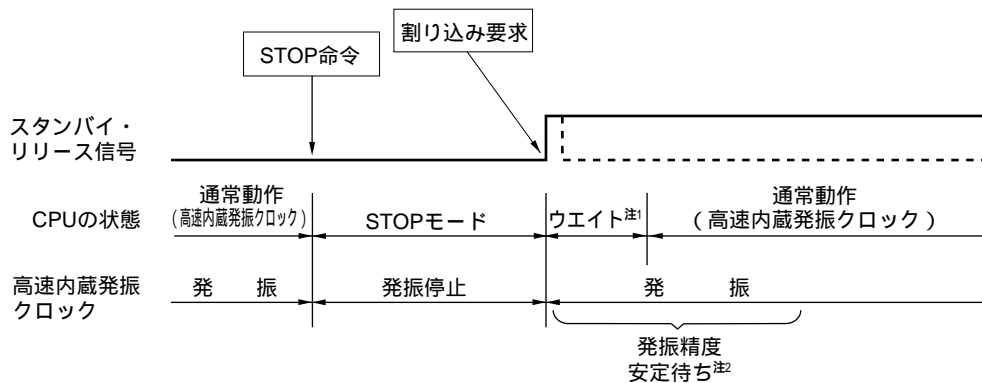 割り込み要求
STOP命令
スタンバイ・
リリース信号
CPUの状態
通常動作
(高速内蔵発振クロック)
STOPモード
ウエイト注1
通常動作
(高速内蔵発振クロック)
高速内蔵発振
クロック
発 振
発振停止
発 振
発振精度
安定待ち注2